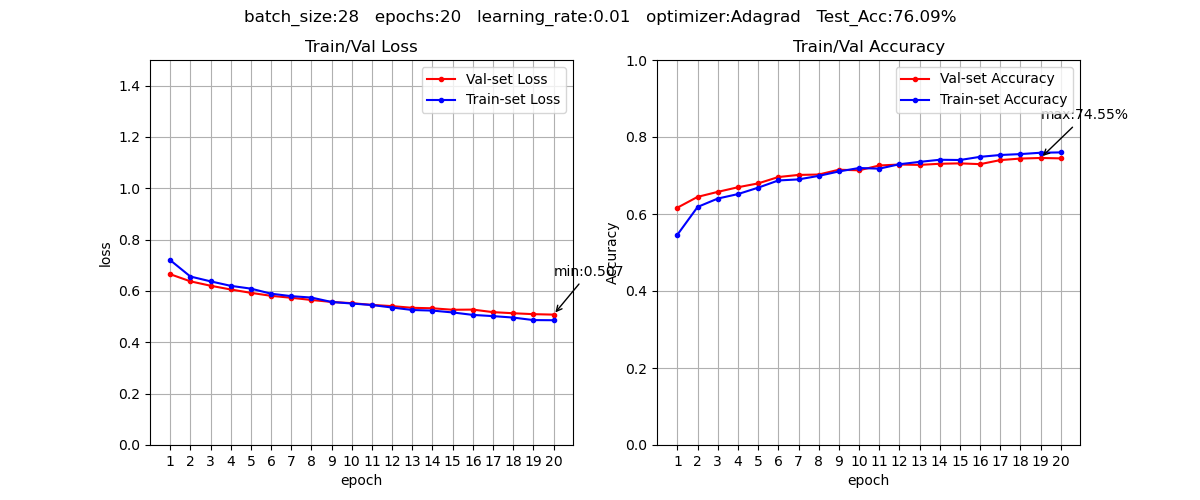 batch_size:28   epochs:20   learning_rate:0.01   optimizer:Adagrad   Test_Acc:76.09%
Train/Val Loss
Val-set Loss
Train-set Loss
min:0.507
loss
1.4
1.2
1.0
0.8
0.6
0.4
0.2
0.0
1 2 3 4 5 6 7 8 9 10 11 12 13 14 15 16 17 18 19 20
epoch
Train/Val Accuracy
Val-set Accuracy
Train-set Accuracy
max:74.55%
Accuracy
1.0
0.8
0.6
0.4
0.2
0.0
1 2 3 4 5 6 7 8 9 10 11 12 13 14 15 16 17 18 19 20
epoch